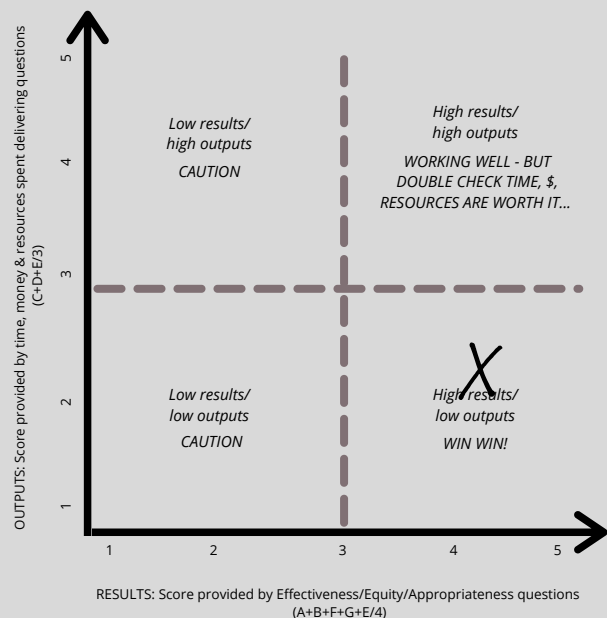 OUTPUTS: Score provided by time, money & resources spent delivering questions
(C+D+E/3)
5
4
3
2
1
Low results/
high outputs
CAUTION
High results/
high outputs
WORKING WELL - BUT
DOUBLE CHECK TIME, $,
RESOURCES ARE WORTH IT...
Low results/
low outputs
CAUTION
X
High results/
low outputs
WIN WIN!
1
2
3
4
5
RESULTS: Score provided by Effectiveness/Equity/Appropriateness questions
(A+B+F+G+E/4)